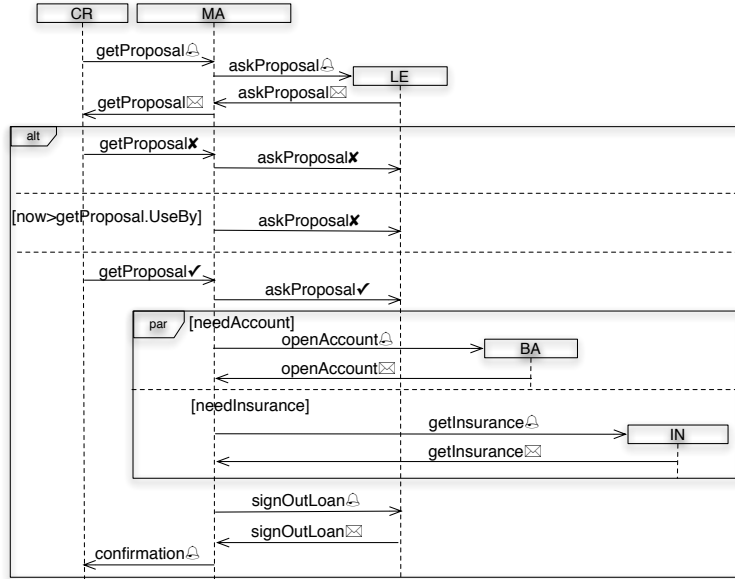 CR MA
getProposal🔔
askProposal🔔
LE
askProposal✉
getProposal✉
alt
getProposal✘
askProposal✘
[now>getProposal.UseBy]
askProposal✘
getProposal✔
askProposal✔
par [needAccount]
openAccount🔔
BA
openAccount✉
[needInsurance]
getInsurance🔔
IN
getInsurance✉
signOutLoan🔔
signOutLoan✉
confirmation🔔